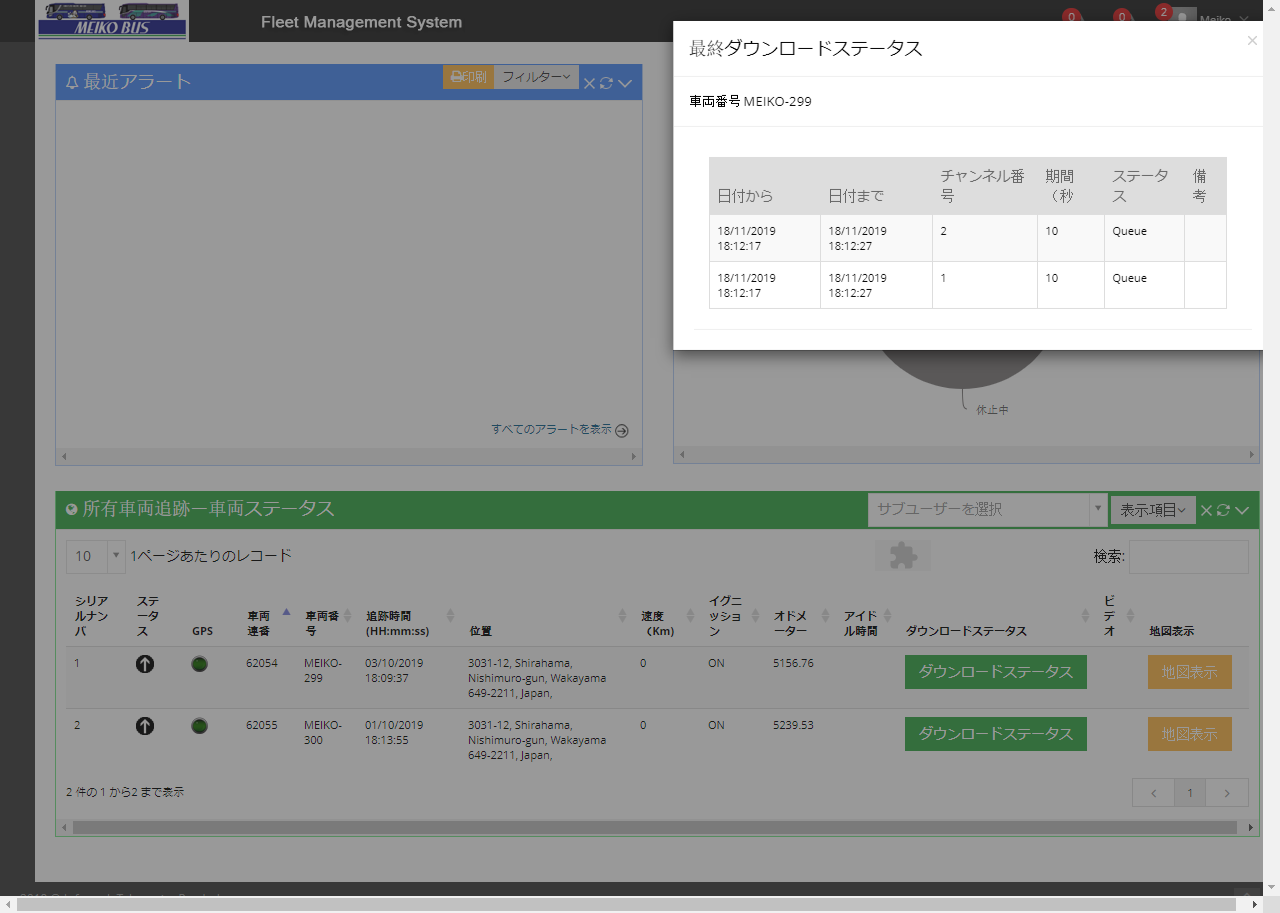 MEIKO BUS
Fleet Management System
0
0
2
Meiko
最終ダウンロードステータス
×
車両番号 MEIKO-299
日付から 日付まで チャンネル番号 期間（秒 ステータス 備考
18/11/2019 18:12:17 18/11/2019 18:12:27 2 10 Queue
18/11/2019 18:12:17 18/11/2019 18:12:27 1 10 Queue
最近アラート
印刷
フィルター
すべてのアラートを表示
休止中
所有車両追跡ー車両ステータス
サブユーザーを選択
表示項目
10
1ページあたりのレコード
検索:
シリアルナンバ ステータス GPS 車両連番 車両番号 追跡時間(HH:mm:ss) 位置 速度（Km) イグニッション オドメーター アイドル時間 ダウンロードステータス ビデオ 地図表示
1 62054 MEIKO-299 03/10/2019 18:09:37 3031-12, Shirahama, Nishimuro-gun, Wakayama 649-2211, Japan, 0 ON 5156.76 ダウンロードステータス 地図表示
2 62055 MEIKO-300 01/10/2019 18:13:55 3031-12, Shirahama, Nishimuro-gun, Wakayama 649-2211, Japan, 0 ON 5239.53 ダウンロードステータス 地図表示
2 件の 1 から2 まで表示
1